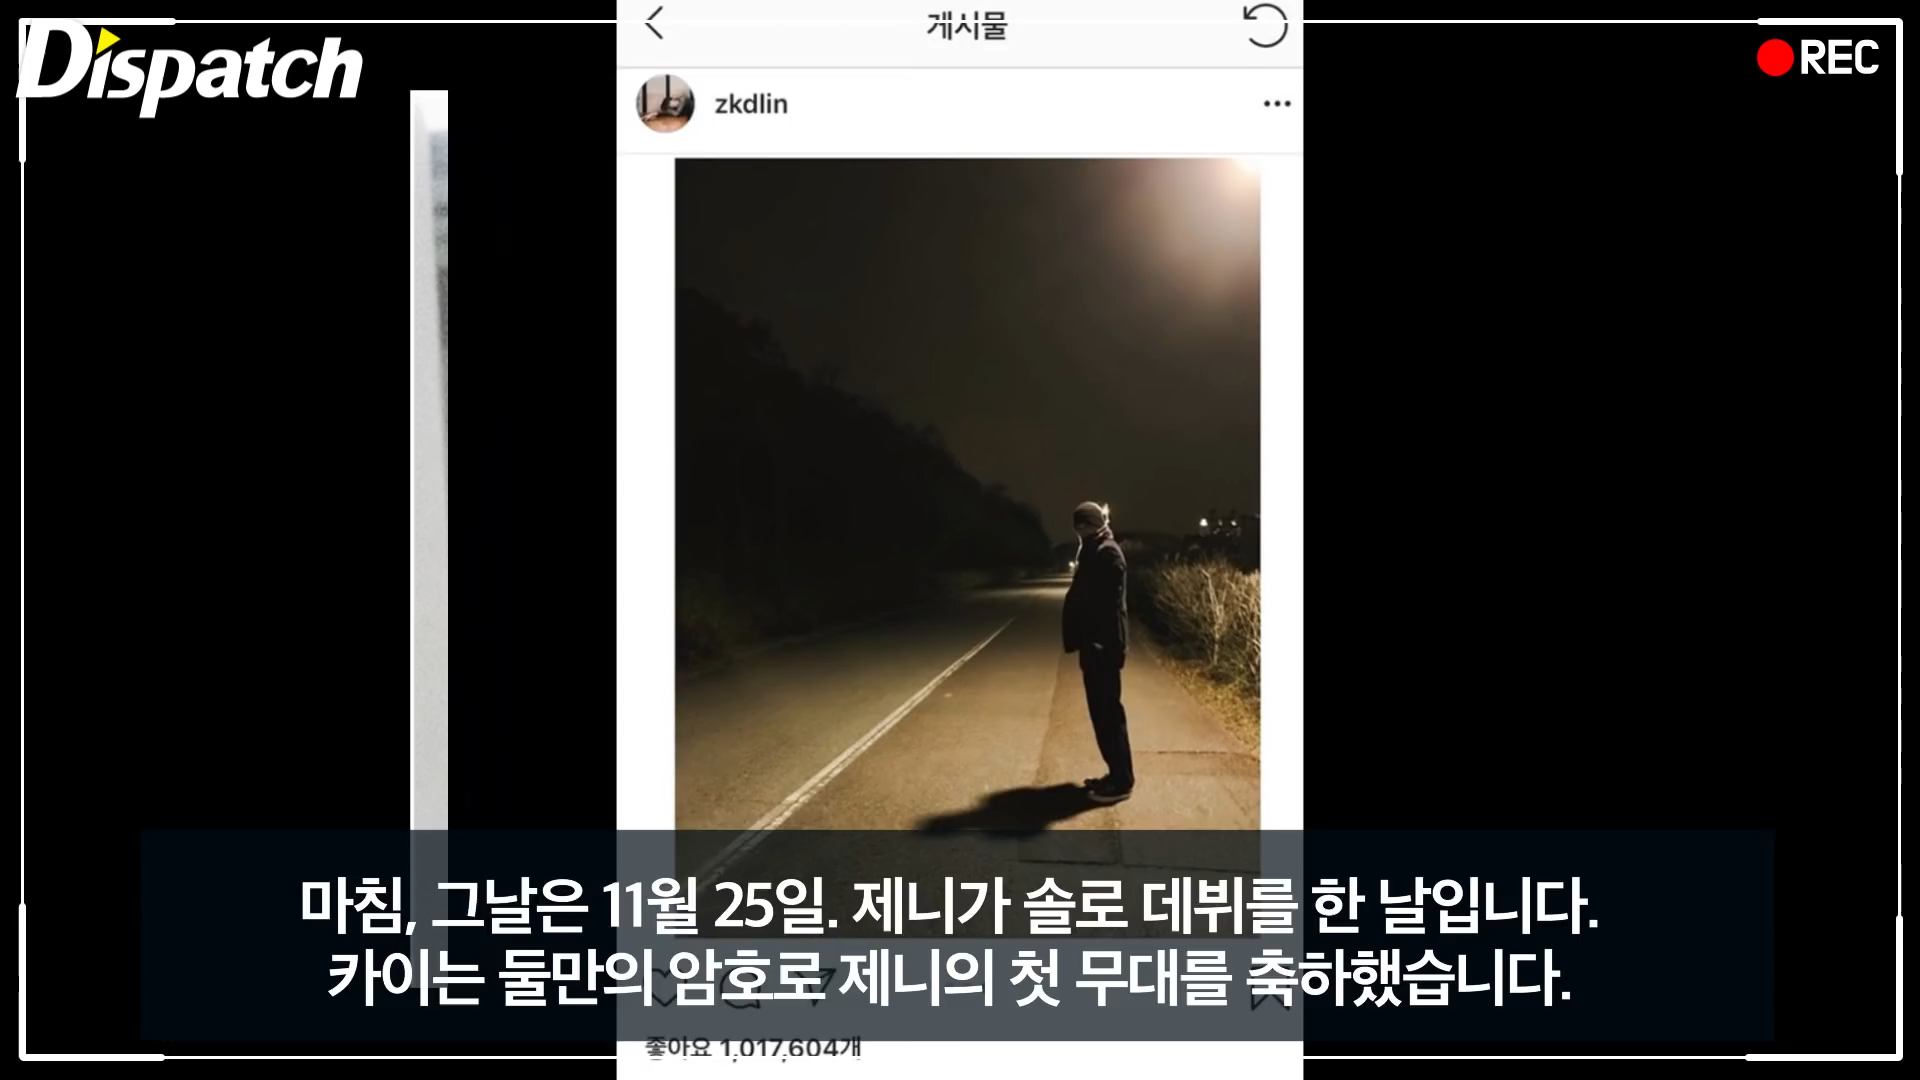 Dispatch
REC
게시물
zkdlin
마침, 그날은 11월 25일. 제니가 솔로 데뷔를 한 날입니다.
카이는 둘만의 암호로 제니의 첫 무대를 축하했습니다.
좋아요 1,017,604개